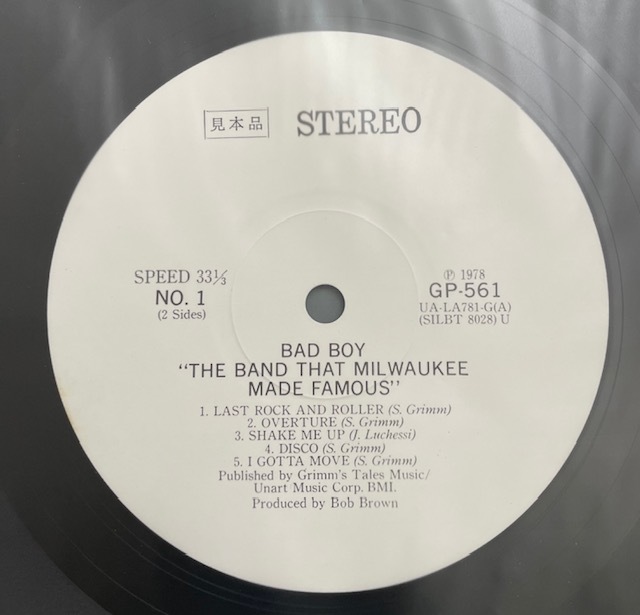 見本品 STEREO
SPEED 33⅓
NO. 1
(2 Sides)
℗ 1978
GP-561
UA-LA781-G(A)
(SILBT 8028) U
BAD BOY
"THE BAND THAT MILWAUKEE
MADE FAMOUS"
1. LAST ROCK AND ROLLER (S. Grimm)
2. OVERTURE (S. Grimm)
3. SHAKE ME UP (J. Luchessi)
4. DISCO (S. Grimm)
5. I GOTTA MOVE (S. Grimm)
Published by Grimm's Tales Music/
Unart Music Corp. BMI.
Produced by Bob Brown